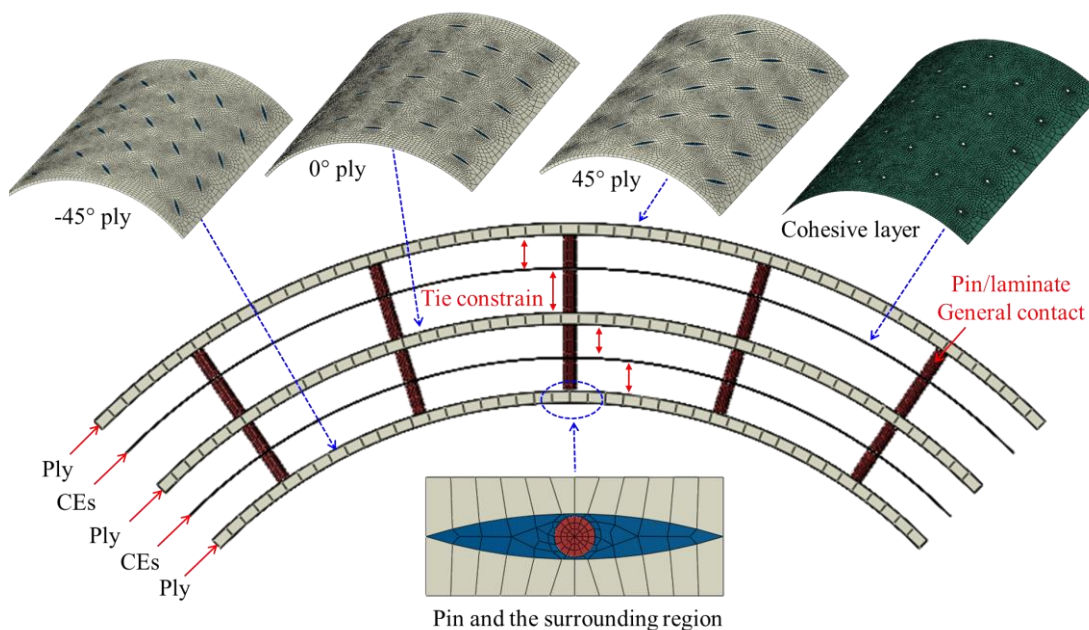 -45° ply
0° ply
45° ply
Cohesive layer
Tie constrain
Pin/laminate
General contact
Ply
CEs
Ply
CEs
Ply
Pin and the surrounding region